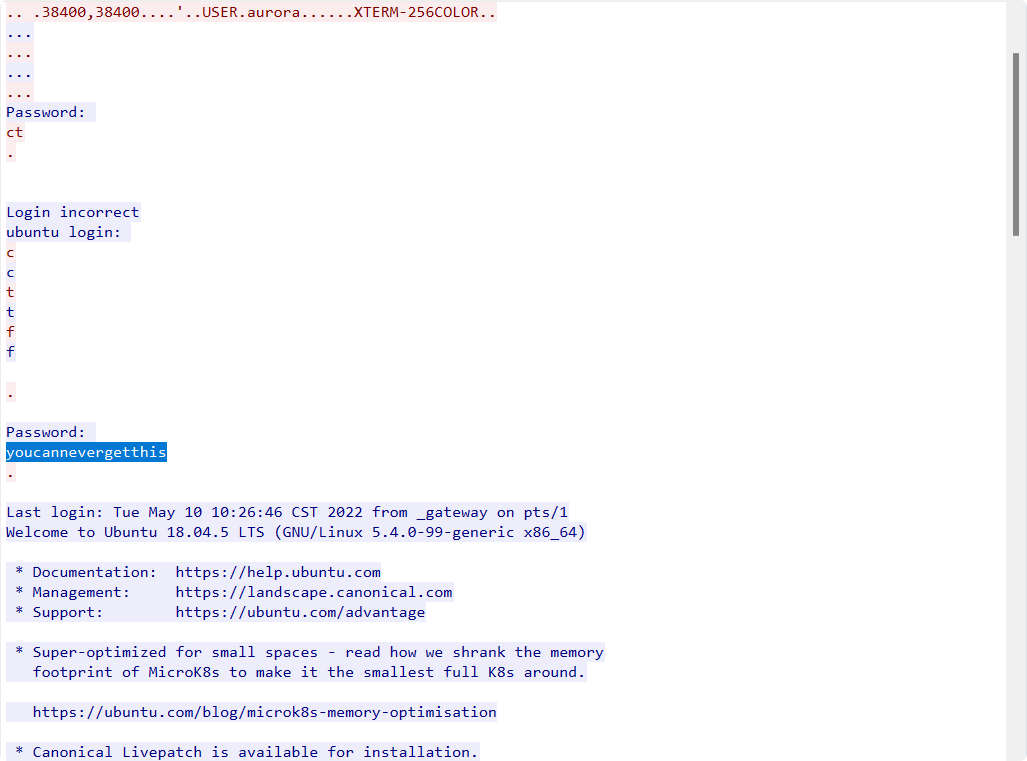 .. .38400,38400....'..USER.aurora......XTERM-256COLOR..
...
...
...
...
Password:
ct
.
Login incorrect
ubuntu login:
c
c
t
t
f
f
.
Password:
youcannevergetthis
.
Last login: Tue May 10 10:26:46 CST 2022 from _gateway on pts/1
Welcome to Ubuntu 18.04.5 LTS (GNU/Linux 5.4.0-99-generic x86_64)
* Documentation:  https://help.ubuntu.com
* Management:     https://landscape.canonical.com
* Support:        https://ubuntu.com/advantage
* Super-optimized for small spaces - read how we shrank the memory
footprint of MicroK8s to make it the smallest full K8s around.
https://ubuntu.com/blog/microk8s-memory-optimisation
* Canonical Livepatch is available for installation.